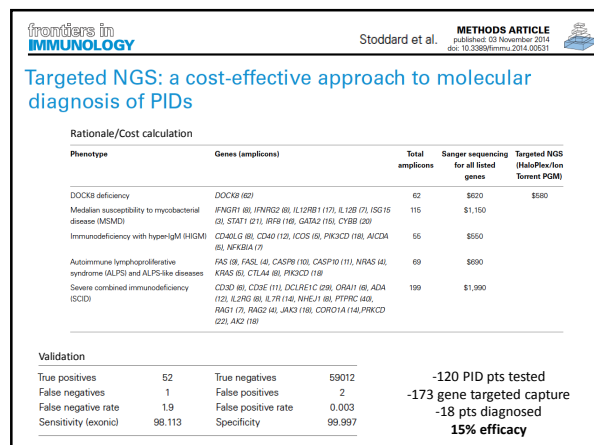 frontiers in
IMMUNOLOGY
Stoddard et al.
METHODS ARTICLE
published: 03 November 2014
doi: 10.3389/fimmu.2014.00531
Targeted NGS: a cost-effective approach to molecular
diagnosis of PIDs
Rationale/Cost calculation
Phenotype Genes (amplicons) Total amplicons Sanger sequencing for all listed genes Targeted NGS (HaloPlex/Ion Torrent PGM)
DOCK8 deficiency DOCK8 (62) 62 $620 $580
Medalian susceptibility to mycobacterial IFNGR1 (8), IFNRG2 (8), IL12RB1 (17), IL12B (7), ISG15 115 $1,150
disease (MSMD) (3), STAT1 (21), IRF8 (16), GATA2 (15), CYBB (20)
Immunodeficiency with hyper-IgM (HIGM) CD40LG (8), CD40 (12), ICOS (5), PIK3CD (18), AICDA 55 $550
(5), NFKBIA (7)
Autoimmune lymphoproliferative FAS (9), FASL (4), CASP8 (10), CASP10 (11), NRAS (4), 69 $690
syndrome (ALPS) and ALPS-like diseases KRAS (5), CTLA4 (8), PIK3CD (18)
Severe combined immunodeficiency CD3D (6), CD3E (11), DCLRE1C (29), ORAI1 (6), ADA 199 $1,990
(SCID) (12), IL2RG (8), IL7R (14), NHEJ1 (8), PTPRC (40),
RAG1 (7), RAG2 (4), JAK3 (18), CORO1A (14),PRKCD
(22), AK2 (18)
Validation
True positives 52 True negatives 59012
False negatives 1 False positives 2
False negative rate 1.9 False positive rate 0.003
Sensitivity (exonic) 98.113 Specificity 99.997
-120 PID pts tested
-173 gene targeted capture
-18 pts diagnosed
15% efficacy